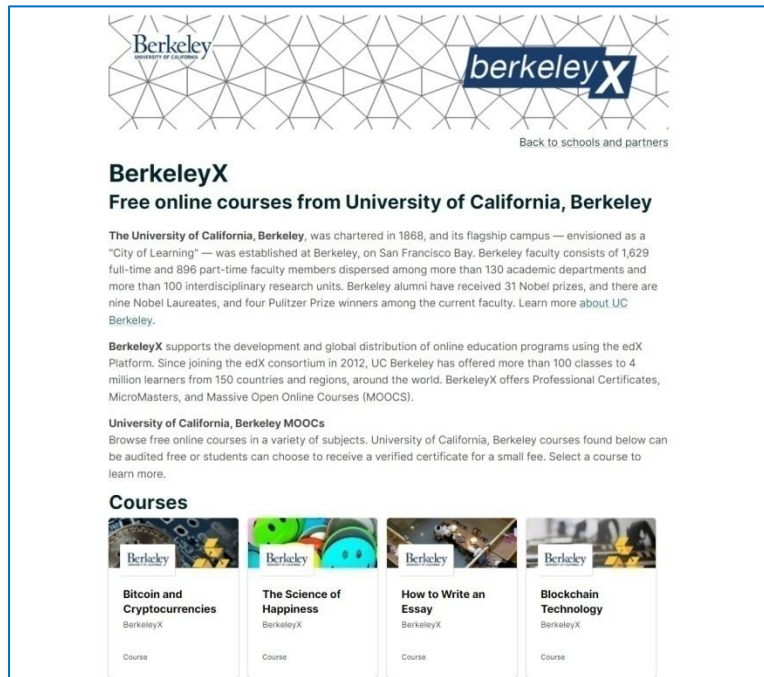 Berkeley
UNIVERSITY OF CALIFORNIA
berkeleyX
Back to schools and partners
BerkeleyX
Free online courses from University of California, Berkeley
The University of California, Berkeley, was chartered in 1868, and its flagship campus — envisioned as a
"City of Learning" — was established at Berkeley, on San Francisco Bay. Berkeley faculty consists of 1,629
full-time and 896 part-time faculty members dispersed among more than 130 academic departments and
more than 100 interdisciplinary research units. Berkeley alumni have received 31 Nobel prizes, and there are
nine Nobel Laureates, and four Pulitzer Prize winners among the current faculty. Learn more about UC
Berkeley.
BerkeleyX supports the development and global distribution of online education programs using the edX
Platform. Since joining the edX consortium in 2012, UC Berkeley has offered more than 100 classes to 4
million learners from 150 countries and regions, around the world. BerkeleyX offers Professional Certificates,
MicroMasters, and Massive Open Online Courses (MOOCS).
University of California, Berkeley MOOCs
Browse free online courses in a variety of subjects. University of California, Berkeley courses found below can
be audited free or students can choose to receive a verified certificate for a small fee. Select a course to
learn more.
Courses
Berkeley
Bitcoin and
Cryptocurrencies
BerkeleyX
Course
Berkeley
The Science of
Happiness
BerkeleyX
Course
Berkeley
How to Write an
Essay
BerkeleyX
Course
Berkeley
Blockchain
Technology
BerkeleyX
Course